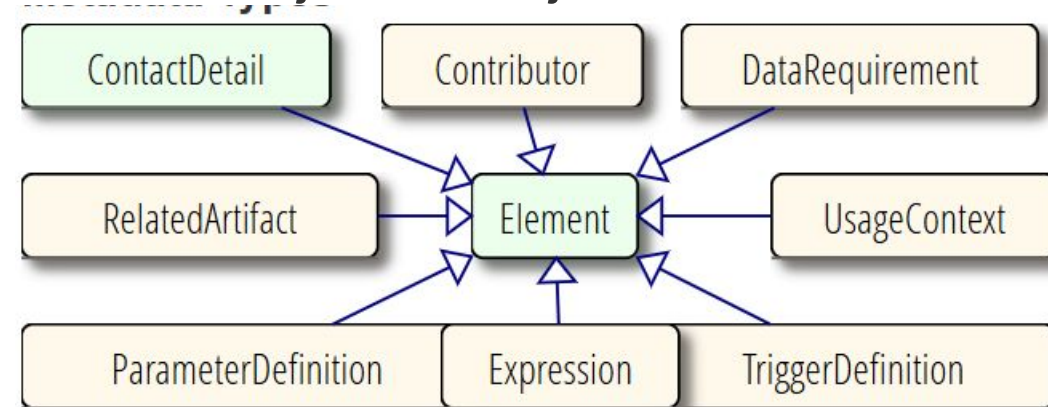 ContactDetail Contributor DataRequirement
RelatedArtifact Element UsageContext
ParameterDefinition Expression TriggerDefinition